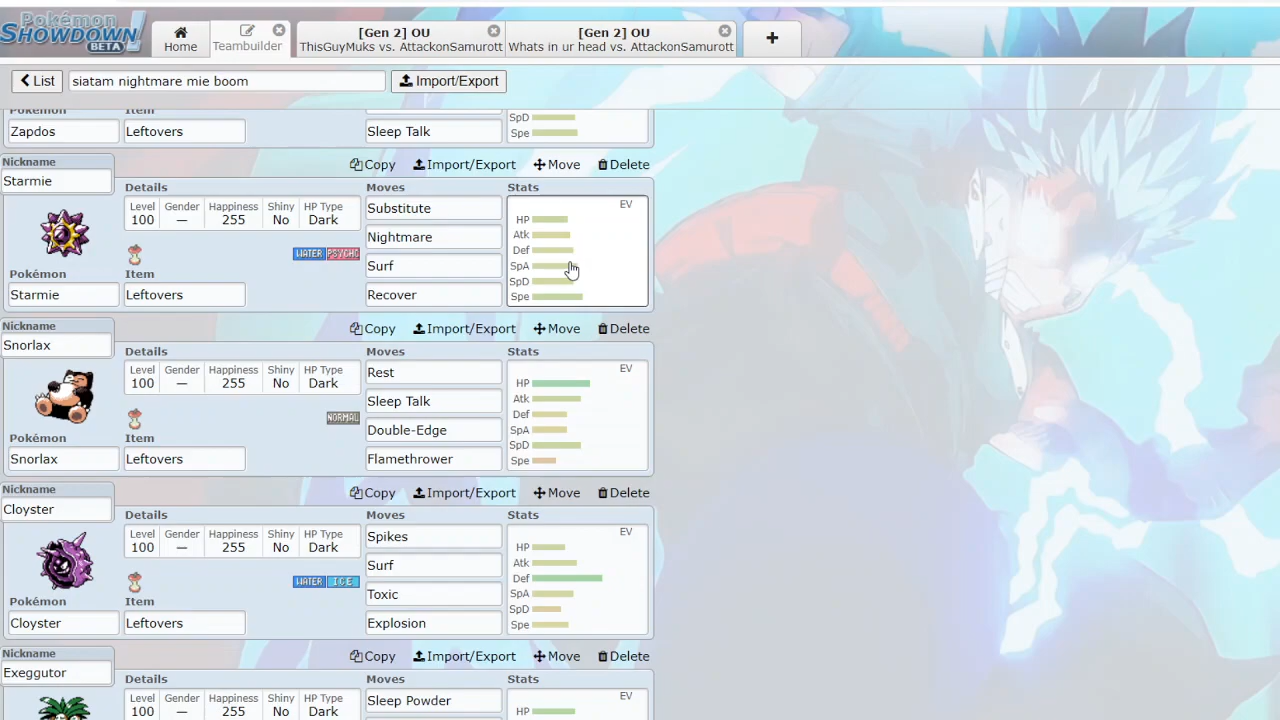 Pokémon
SHOWDOWN!
BETA
Home
Teambuilder
[Gen 2] OU
ThisGuyMuks vs. AttackonSamurott
[Gen 2] OU
Whats in ur head vs. AttackonSamurott
List
siatam nightmare mie boom
Import/Export
Pokémon
Item
Zapdos
Leftovers
Sleep Talk
SpD
Spe
Nickname
Copy
Import/Export
Move
Delete
Starmie
Details
Moves
Stats
Level
Gender
Happiness
Shiny
HP Type
100
—
255
No
Dark
WATER
PSYCHC
Pokémon
Item
Starmie
Leftovers
Substitute
Nightmare
Surf
Recover
EV
HP
Atk
Def
SpA
SpD
Spe
Nickname
Copy
Import/Export
Move
Delete
Snorlax
Details
Moves
Stats
Level
Gender
Happiness
Shiny
HP Type
100
—
255
No
Dark
NORMAL
Pokémon
Item
Snorlax
Leftovers
Rest
Sleep Talk
Double-Edge
Flamethrower
EV
HP
Atk
Def
SpA
SpD
Spe
Nickname
Copy
Import/Export
Move
Delete
Cloyster
Details
Moves
Stats
Level
Gender
Happiness
Shiny
HP Type
100
—
255
No
Dark
WATER
ICE
Pokémon
Item
Cloyster
Leftovers
Spikes
Surf
Toxic
Explosion
EV
HP
Atk
Def
SpA
SpD
Spe
Nickname
Copy
Import/Export
Move
Delete
Exeggutor
Details
Moves
Stats
Level
Gender
Happiness
Shiny
HP Type
100
—
255
No
Dark
Sleep Powder
EV
HP